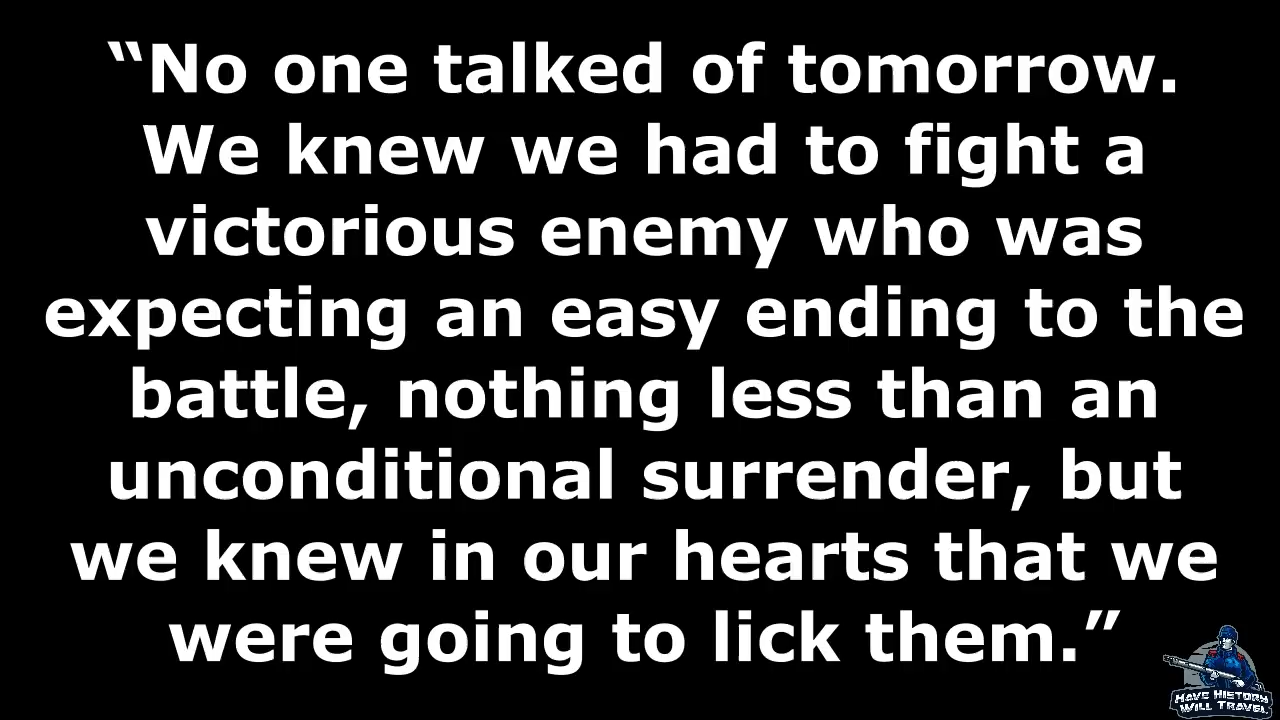 “No one talked of tomorrow.
We knew we had to fight a
victorious enemy who was
expecting an easy ending to the
battle, nothing less than an
unconditional surrender, but
we knew in our hearts that we
were going to lick them.”
HAVE HISTORY
WILL TRAVEL